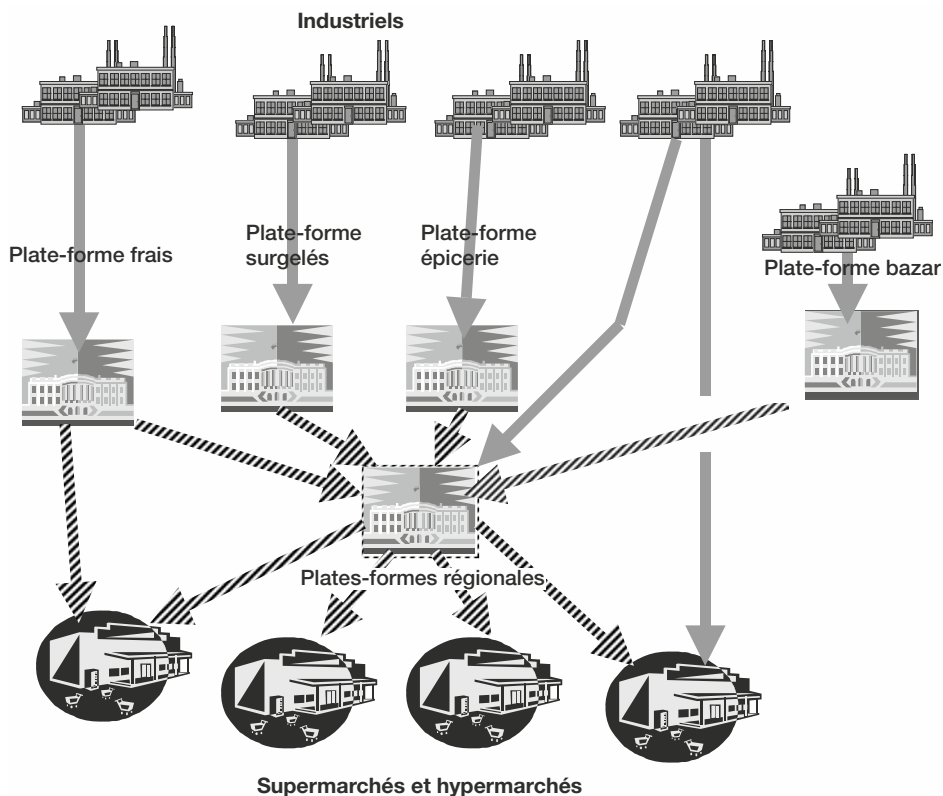 Industriels
Plate-forme frais
Plate-forme
surgelés
Plate-forme
épicerie
Plate-forme bazar
Plates-formes régionales
Supermarchés et hypermarchés